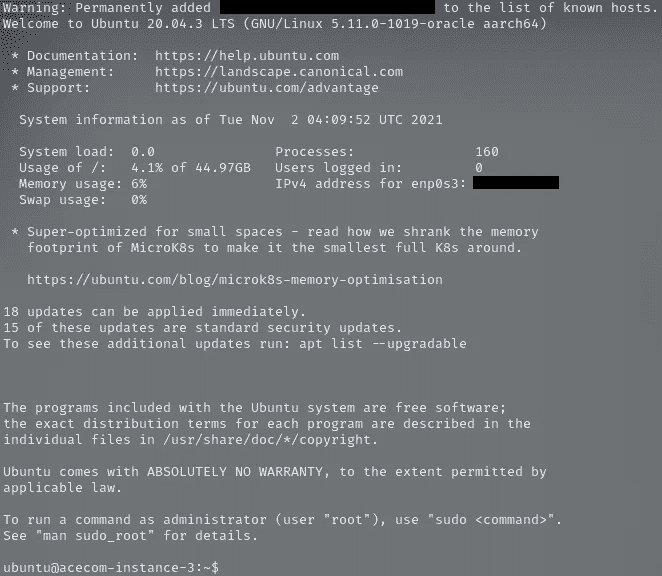 Warning: Permanently added to the list of known hosts.
Welcome to Ubuntu 20.04.3 LTS (GNU/Linux 5.11.0-1019-oracle aarch64)
* Documentation: https://help.ubuntu.com
* Management: https://landscape.canonical.com
* Support: https://ubuntu.com/advantage
System information as of Tue Nov 2 04:09:52 UTC 2021
System load: 0.0 Processes: 160
Usage of /: 4.1% of 44.97GB Users logged in: 0
Memory usage: 6% IPv4 address for enp0s3:
Swap usage: 0%
* Super-optimized for small spaces - read how we shrank the memory
footprint of MicroK8s to make it the smallest full K8s around.
https://ubuntu.com/blog/microk8s-memory-optimisation
18 updates can be applied immediately.
15 of these updates are standard security updates.
To see these additional updates run: apt list --upgradable
The programs included with the Ubuntu system are free software;
the exact distribution terms for each program are described in the
individual files in /usr/share/doc/*/copyright.
Ubuntu comes with ABSOLUTELY NO WARRANTY, to the extent permitted by
applicable law.
To run a command as administrator (user "root"), use "sudo <command>".
See "man sudo_root" for details.
ubuntu@acecom-instance-3:~$